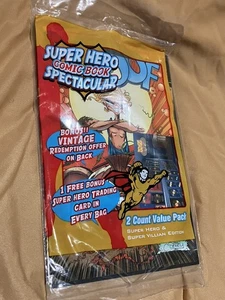 SUPER HERO
COMIC BOOK
SPECTACULAR
BONUS!!
VINTAGE
REDEMPTION OFFER
ON BACK
1 FREE BONUS
SUPER HERO TRADING
CARD IN
EVERY BAG
2 COUNT VALUE PACK
SUPER HERO &
SUPER VILLIAN EDITION